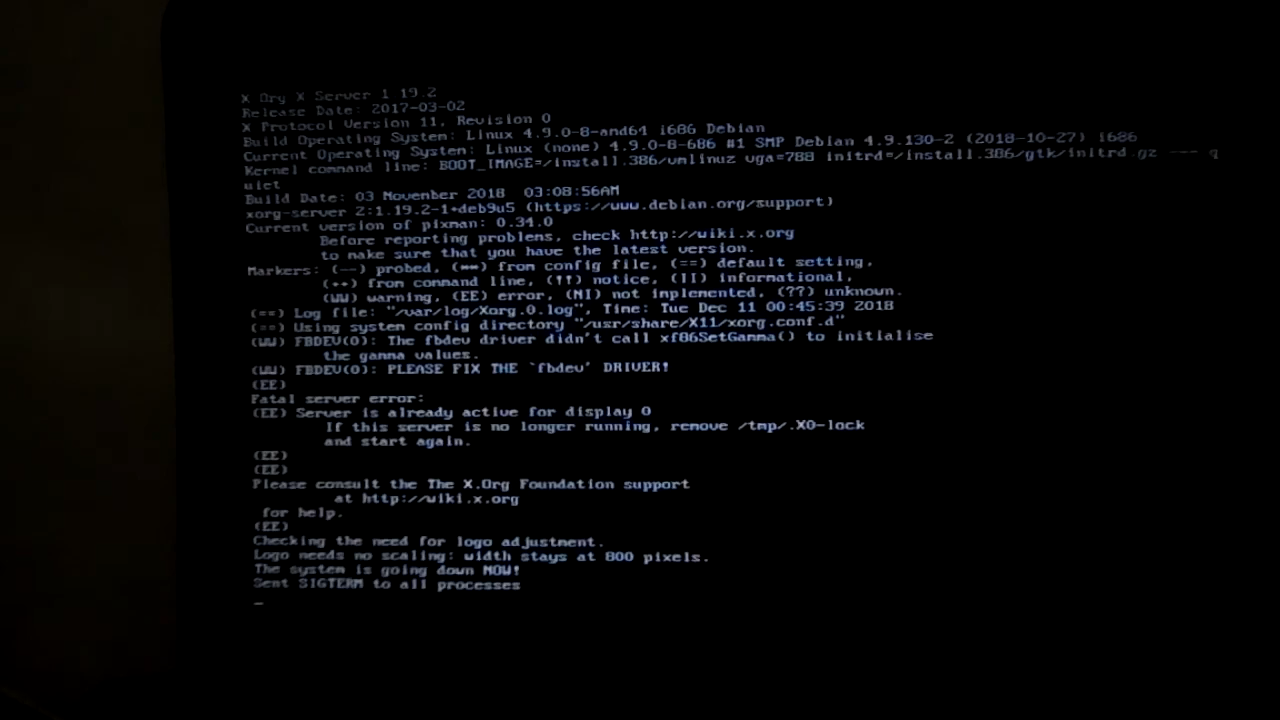 X.Org X Server 1.19.2
Release Date: 2017-03-02
X Protocol Version 11, Revision 0
Build Operating System: Linux 4.9.0-8-amd64 i686 Debian
Current Operating System: Linux (none) 4.9.0-8-686 #1 SMP Debian 4.9.130-2 (2018-10-27) i686
Kernel command line: BOOT_IMAGE=/install.386/vmlinuz vga=788 initrd=/install.386/gtk/initrd.gz --- q
uiet
Build Date: 03 November 2018  03:08:56AM
xorg-server 2:1.19.2-1+deb9u5 (https://www.debian.org/support)
Current version of pixman: 0.34.0
Before reporting problems, check http://wiki.x.org
to make sure that you have the latest version.
Markers: (--) probed, (**) from config file, (==) default setting,
(++) from command line, (!!) notice, (II) informational,
(WW) warning, (EE) error, (NI) not implemented, (??) unknown.
(==) Log file: "/var/log/Xorg.0.log", Time: Tue Dec 11 00:45:39 2018
(==) Using system config directory "/usr/share/X11/xorg.conf.d"
(WW) FBDEV(0): The fbdev driver didn't call xf86SetGamma() to initialise
the gamma values.
(WW) FBDEV(0): PLEASE FIX THE `fbdev' DRIVER!
(EE)
Fatal server error:
(EE) Server is already active for display 0
If this server is no longer running, remove /tmp/.X0-lock
and start again.
(EE)
(EE)
Please consult the The X.Org Foundation support
at http://wiki.x.org
for help.
(EE)
Checking the need for logo adjustment.
Logo needs no scaling: width stays at 800 pixels.
The system is going down NOW!
Sent SIGTERM to all processes
_